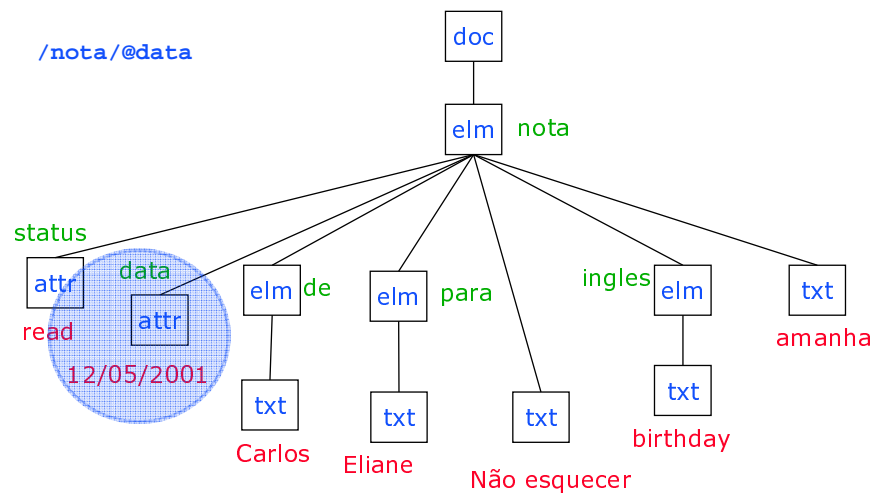 doc
/nota/@data
elm nota
status
data
attr
attr
elm de
elm para
ingles elm
txt
read
amanha
12/05/2001
txt
txt
txt
txt
Carlos
Eliane
Não esquecer
birthday